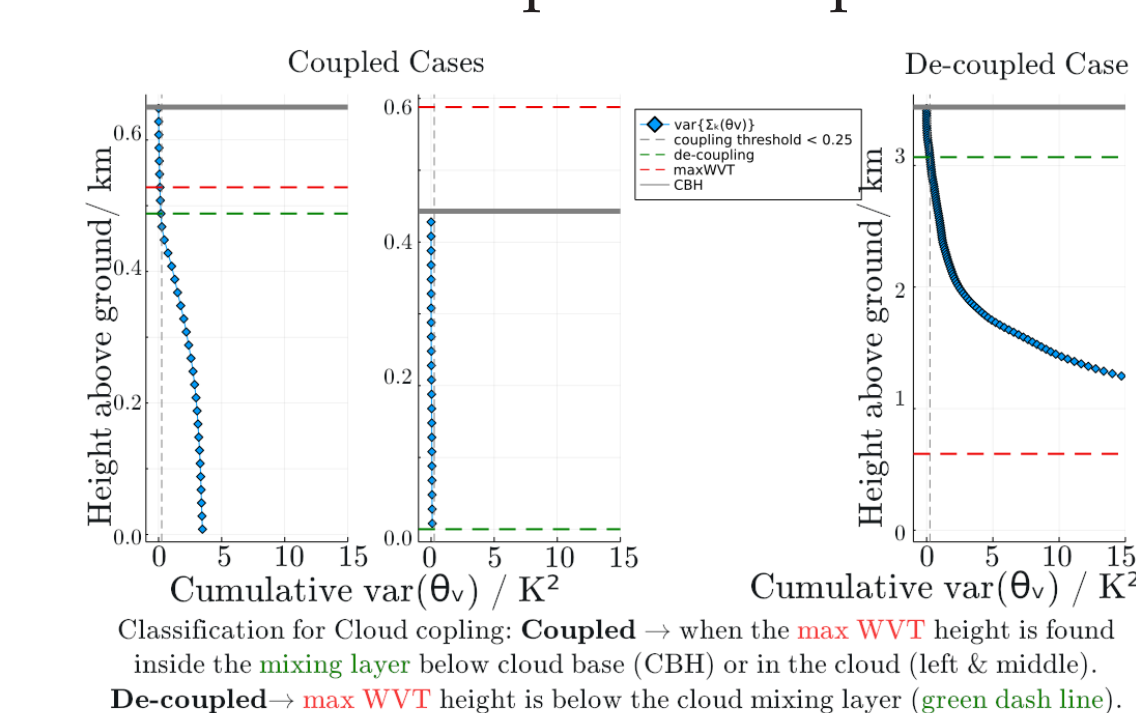 Coupled Cases
De-coupled Case
Height above ground/ km
0.6
0.4
0.2
0.0
0 5 10 15
0.6
0.4
0.2
0.0
0 5 10 15
Cumulative var(θᵥ) / K²
var{Σₖ(θv)}
coupling threshold < 0.25
de-coupling
maxWVT
CBH
Height above ground/ km
3
2
1
0
0 5 10 15
Cumulative var(θᵥ) / K²
Classification for Cloud copling: Coupled → when the max WVT height is found
inside the mixing layer below cloud base (CBH) or in the cloud (left & middle).
De-coupled→ max WVT height is below the cloud mixing layer (green dash line).